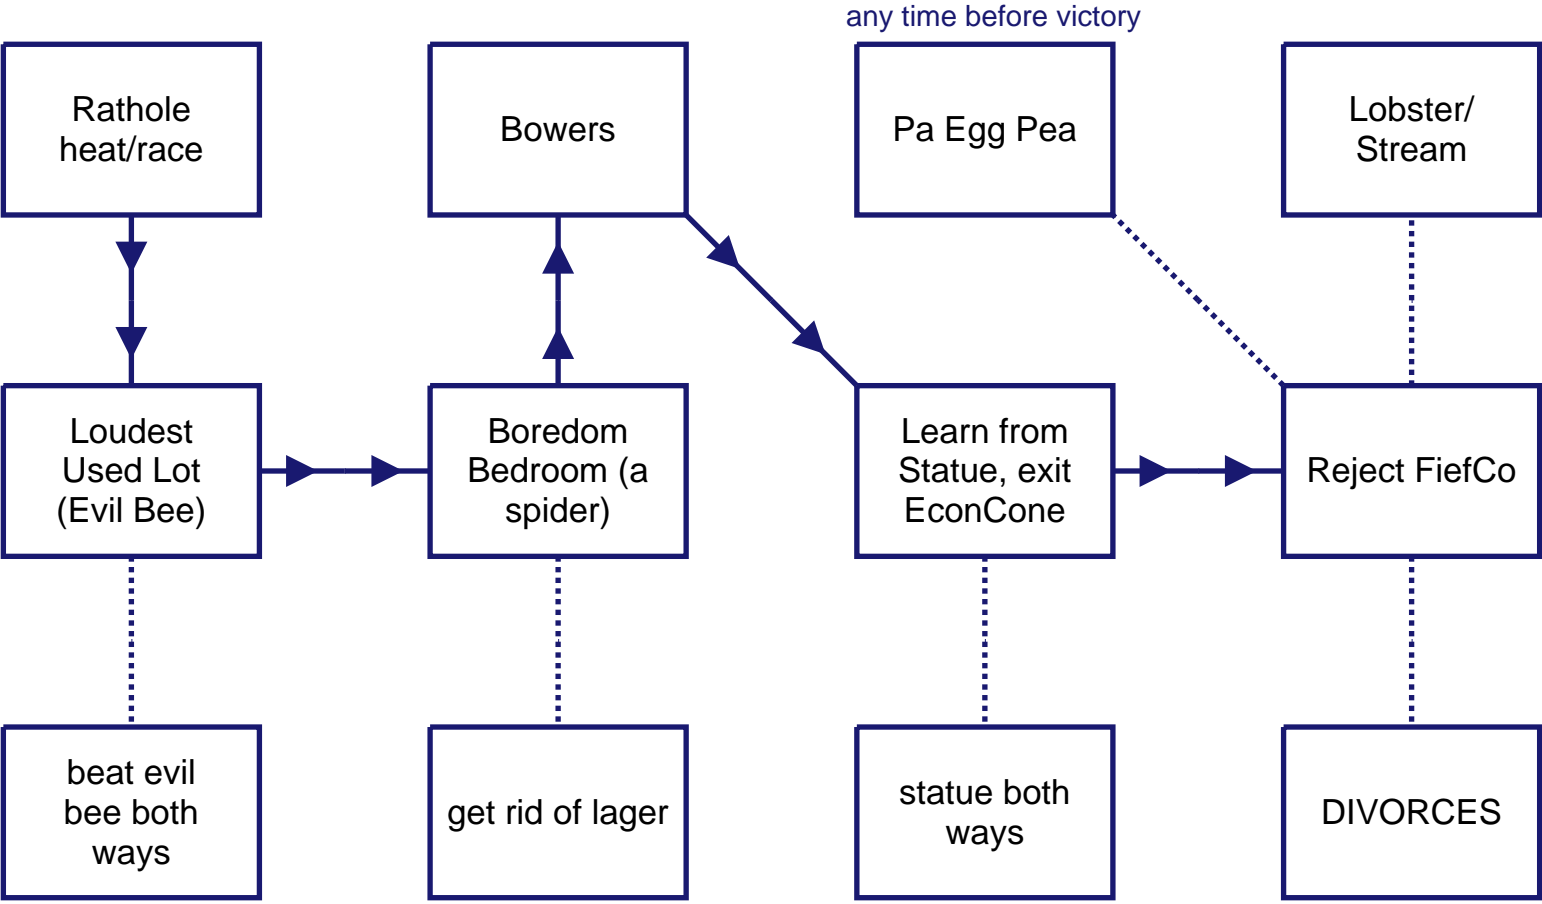 any time before victory
Rathole
heat/race
Bowers
Pa Egg Pea
Lobster/
Stream
Loudest
Used Lot
(Evil Bee)
Boredom
Bedroom (a
spider)
Learn from
Statue, exit
EconCone
Reject FiefCo
beat evil
bee both
ways
get rid of lager
statue both
ways
DIVORCES